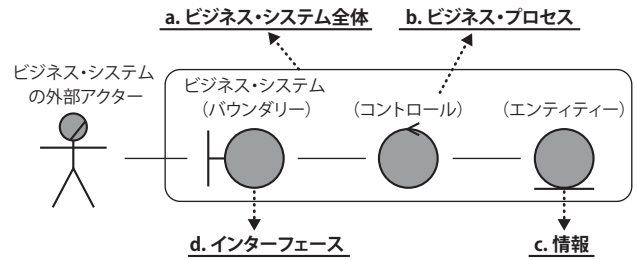 a. ビジネス・システム全体
b. ビジネス・プロセス
ビジネス・システム
の外部アクター
ビジネス・システム
（バウンダリー）
（コントロール）
（エンティティー）
d. インターフェース
c. 情報